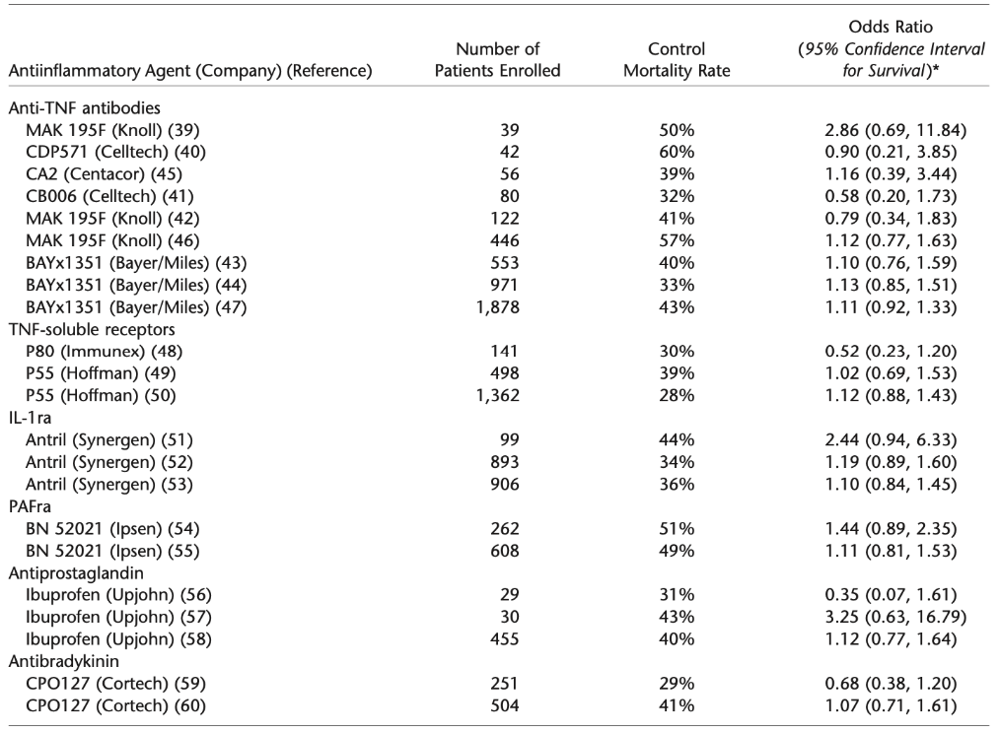 Antiinflammatory Agent (Company) (Reference) Number of Patients Enrolled Control Mortality Rate Odds Ratio (95% Confidence Interval for Survival)*
Anti-TNF antibodies
MAK 195F (Knoll) (39) 39 50% 2.86 (0.69, 11.84)
CDP571 (Celltech) (40) 42 60% 0.90 (0.21, 3.85)
CA2 (Centacor) (45) 56 39% 1.16 (0.39, 3.44)
CB006 (Celltech) (41) 80 32% 0.58 (0.20, 1.73)
MAK 195F (Knoll) (42) 122 41% 0.79 (0.34, 1.83)
MAK 195F (Knoll) (46) 446 57% 1.12 (0.77, 1.63)
BAYx1351 (Bayer/Miles) (43) 553 40% 1.10 (0.76, 1.59)
BAYx1351 (Bayer/Miles) (44) 971 33% 1.13 (0.85, 1.51)
BAYx1351 (Bayer/Miles) (47) 1,878 43% 1.11 (0.92, 1.33)
TNF-soluble receptors
P80 (Immunex) (48) 141 30% 0.52 (0.23, 1.20)
P55 (Hoffman) (49) 498 39% 1.02 (0.69, 1.53)
P55 (Hoffman) (50) 1,362 28% 1.12 (0.88, 1.43)
IL-1ra
Antril (Synergen) (51) 99 44% 2.44 (0.94, 6.33)
Antril (Synergen) (52) 893 34% 1.19 (0.89, 1.60)
Antril (Synergen) (53) 906 36% 1.10 (0.84, 1.45)
PAFra
BN 52021 (Ipsen) (54) 262 51% 1.44 (0.89, 2.35)
BN 52021 (Ipsen) (55) 608 49% 1.11 (0.81, 1.53)
Antiprostaglandin
Ibuprofen (Upjohn) (56) 29 31% 0.35 (0.07, 1.61)
Ibuprofen (Upjohn) (57) 30 43% 3.25 (0.63, 16.79)
Ibuprofen (Upjohn) (58) 455 40% 1.12 (0.77, 1.64)
Antibradykinin
CPO127 (Cortech) (59) 251 29% 0.68 (0.38, 1.20)
CPO127 (Cortech) (60) 504 41% 1.07 (0.71, 1.61)